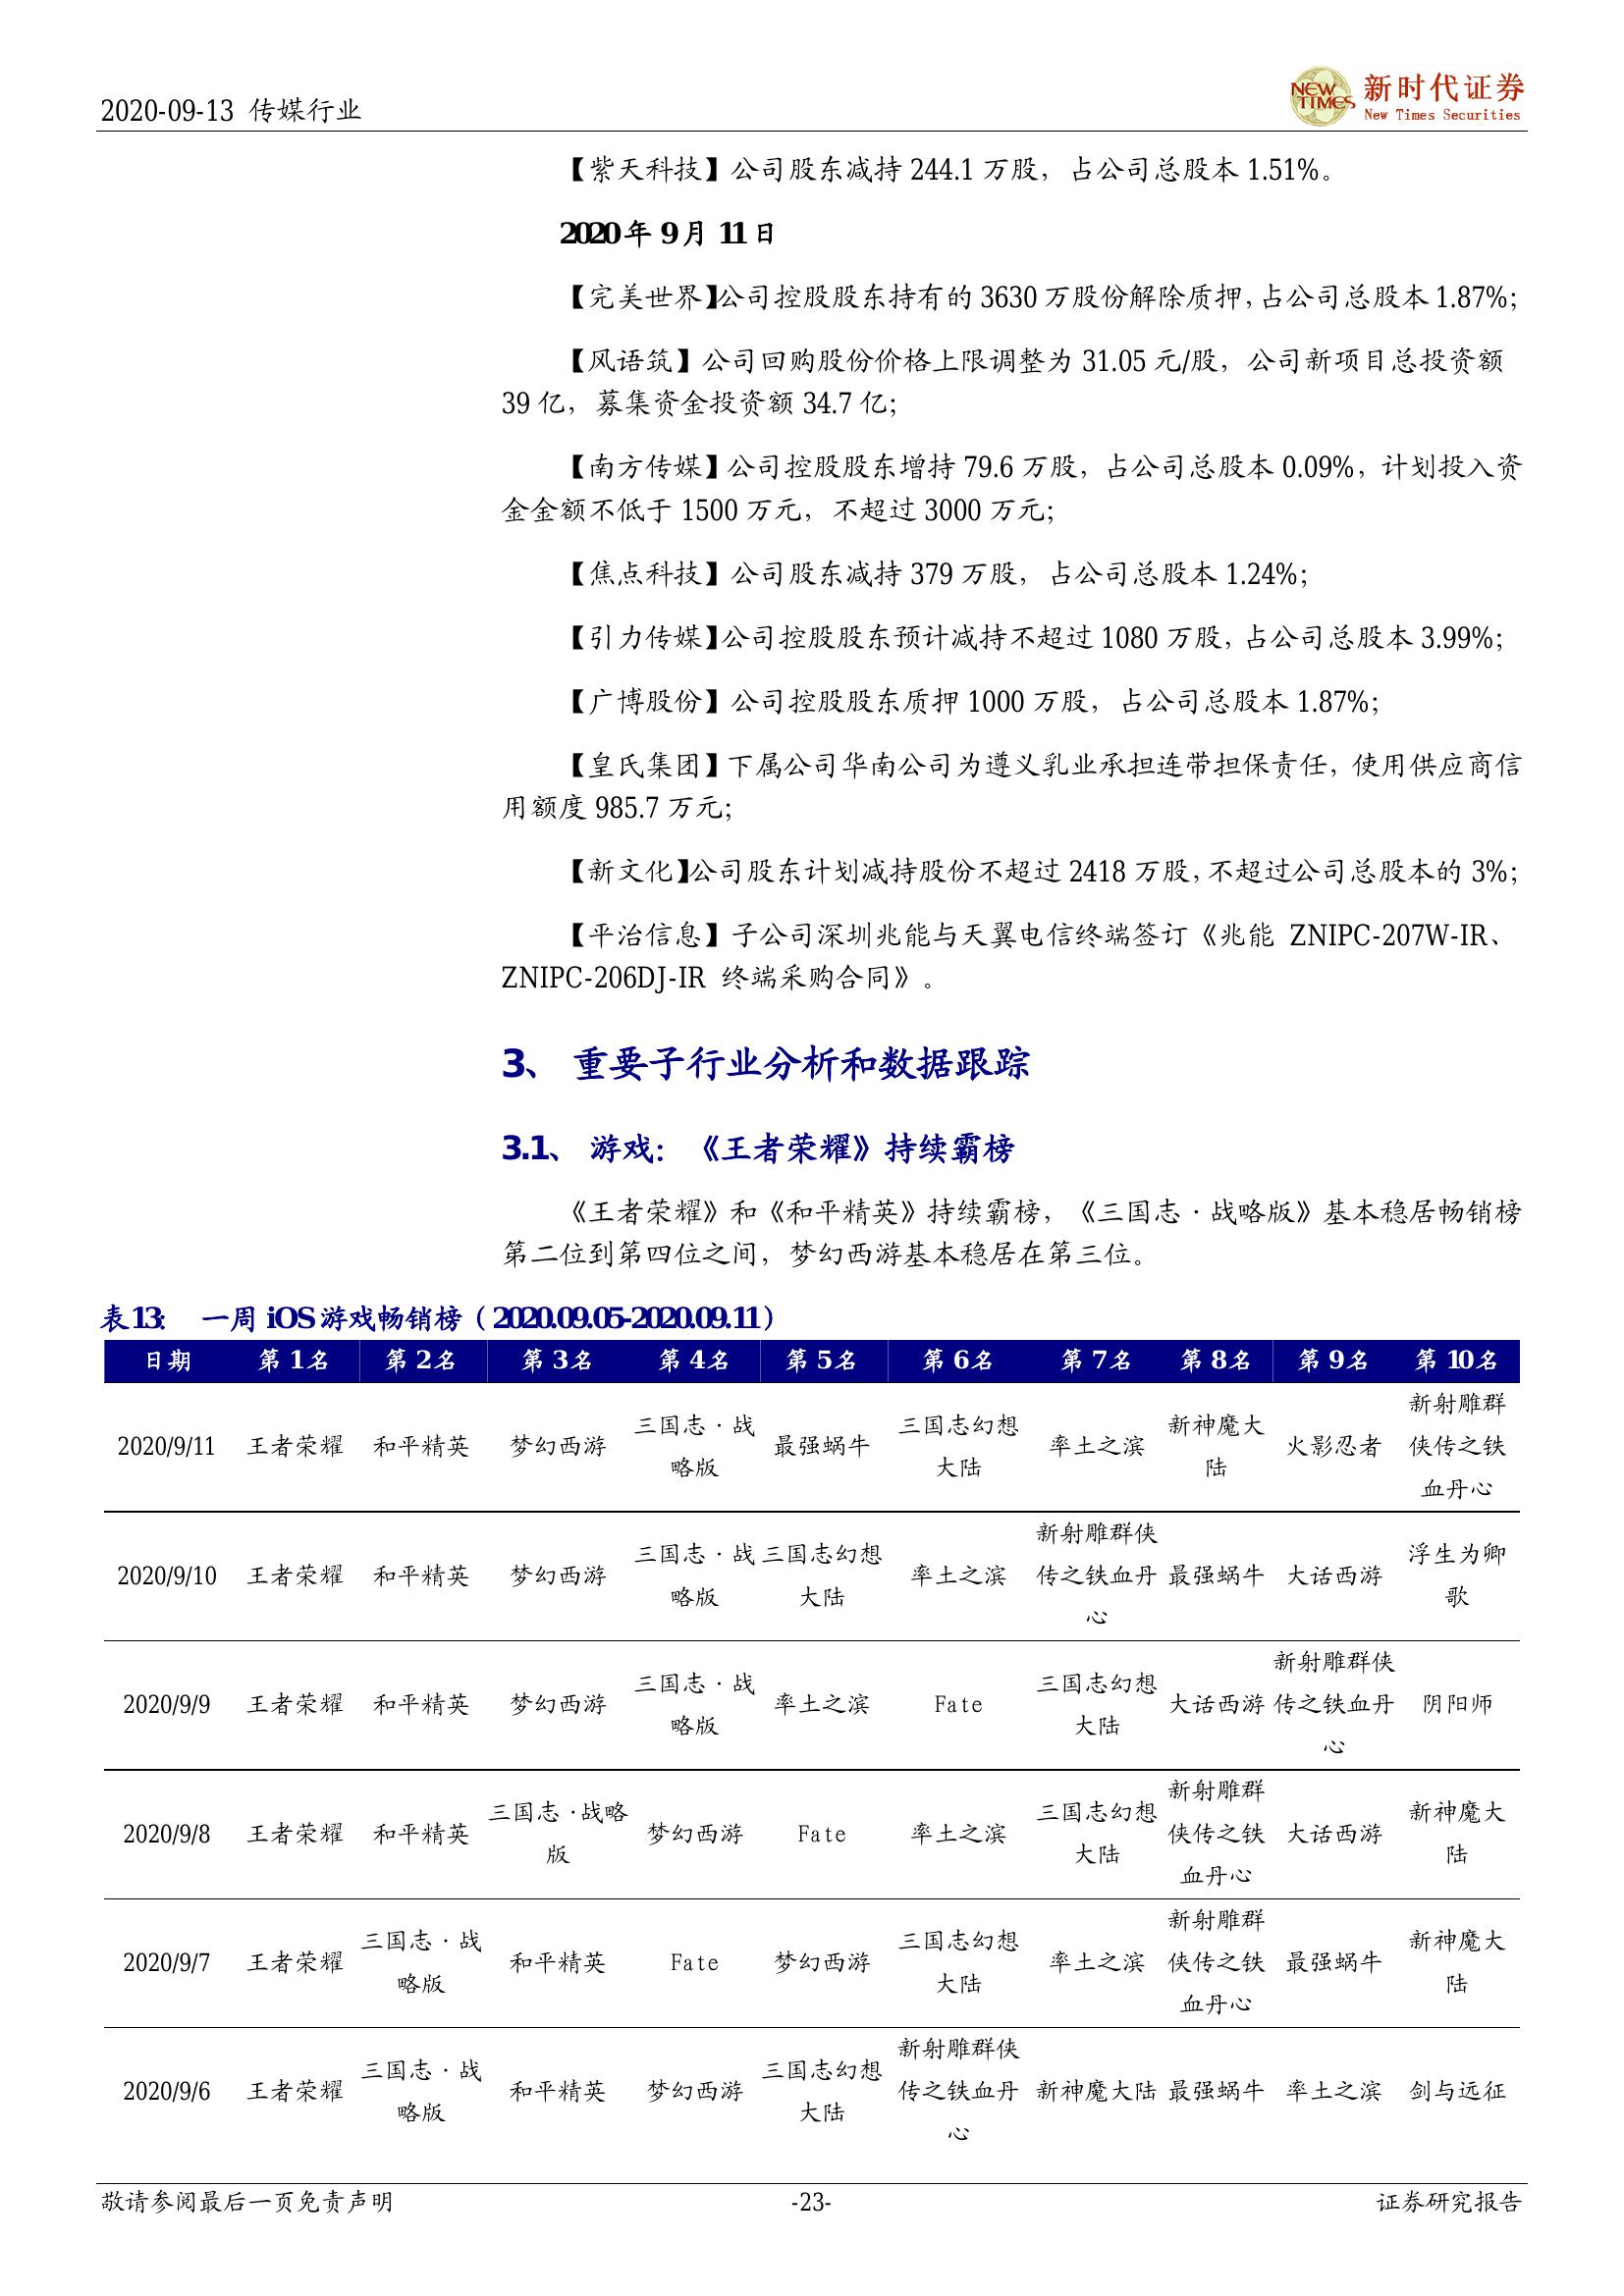 2020-09-13 传媒行业
NEW TIMES 新时代证券
New Times Securities
【紫天科技】公司股东减持 244.1 万股，占公司总股本 1.51%。
2020 年 9 月 11 日
【完美世界】公司控股股东持有的 3630 万股份解除质押，占公司总股本 1.87%；
【风语筑】公司回购股份价格上限调整为 31.05 元/股，公司新项目总投资额
39 亿，募集资金投资额 34.7 亿；
【南方传媒】公司控股股东增持 79.6 万股，占公司总股本 0.09%，计划投入资
金金额不低于 1500 万元，不超过 3000 万元；
【焦点科技】公司股东减持 379 万股，占公司总股本 1.24%；
【引力传媒】公司控股股东预计减持不超过 1080 万股，占公司总股本 3.99%；
【广博股份】公司控股股东质押 1000 万股，占公司总股本 1.87%；
【皇氏集团】下属公司华南公司为遵义乳业承担连带担保责任，使用供应商信
用额度 985.7 万元；
【新文化】公司股东计划减持股份不超过 2418 万股，不超过公司总股本的 3%；
【平治信息】子公司深圳兆能与天翼电信终端签订《兆能 ZNIPC-207W-IR、
ZNIPC-206DJ-IR 终端采购合同》。
3、 重要子行业分析和数据跟踪
3.1、 游戏：《王者荣耀》持续霸榜
《王者荣耀》和《和平精英》持续霸榜，《三国志·战略版》基本稳居畅销榜
第二位到第四位之间，梦幻西游基本稳居在第三位。
表13： 一周 iOS 游戏畅销榜（2020.09.05-2020.09.11）
日期 第 1名 第 2名 第 3名 第 4名 第 5名 第 6名 第 7名 第 8名 第 9名 第 10名
2020/9/11 王者荣耀 和平精英 梦幻西游 三国志·战略版 最强蜗牛 三国志幻想大陆 率土之滨 新神魔大陆 火影忍者 新射雕群侠传之铁血丹心
2020/9/10 王者荣耀 和平精英 梦幻西游 三国志·战略版 三国志幻想大陆 率土之滨 新射雕群侠传之铁血丹心 最强蜗牛 大话西游 浮生为卿歌
2020/9/9 王者荣耀 和平精英 梦幻西游 三国志·战略版 率土之滨 Fate 三国志幻想大陆 大话西游 新射雕群侠传之铁血丹心 阴阳师
2020/9/8 王者荣耀 和平精英 三国志·战略版 梦幻西游 Fate 率土之滨 三国志幻想大陆 新射雕群侠传之铁血丹心 大话西游 新神魔大陆
2020/9/7 王者荣耀 三国志·战略版 和平精英 Fate 梦幻西游 三国志幻想大陆 率土之滨 新射雕群侠传之铁血丹心 最强蜗牛 新神魔大陆
2020/9/6 王者荣耀 三国志·战略版 和平精英 梦幻西游 三国志幻想大陆 新射雕群侠传之铁血丹心 新神魔大陆 最强蜗牛 率土之滨 剑与远征
敬请参阅最后一页免责声明 -23- 证券研究报告